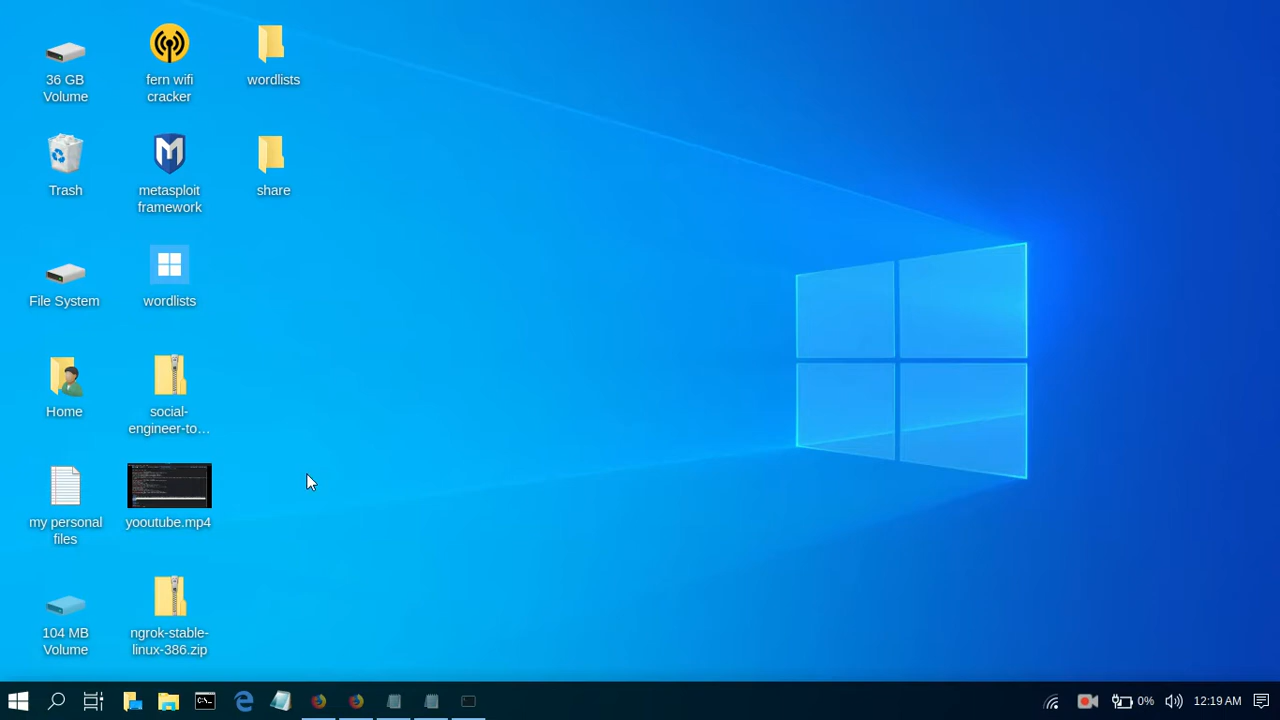 36 GB
Volume
fern wifi
cracker
wordlists
Trash
metasploit
framework
share
File System
wordlists
Home
social-
engineer-to…
my personal
files
yooutube.mp4
104 MB
Volume
ngrok-stable-
linux-386.zip
0%
12:19 AM